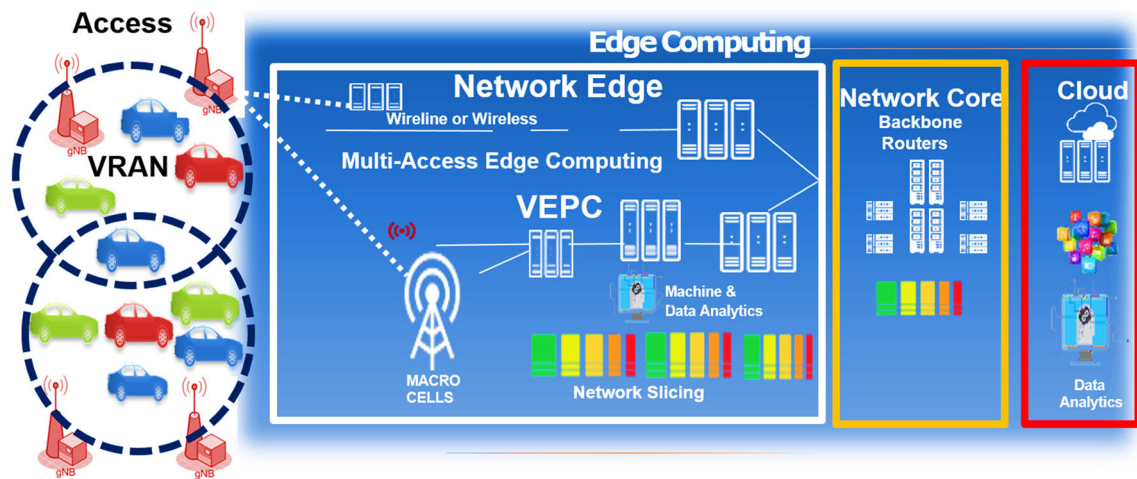 Access
gNB
gNB
VRAN
gNB
gNB
Edge Computing
Network Edge
Wireline or Wireless
Multi-Access Edge Computing
VEPC
MACRO
CELLS
Machine &
Data Analytics
Network Slicing
Network Core
Backbone
Routers
Cloud
Data
Analytics